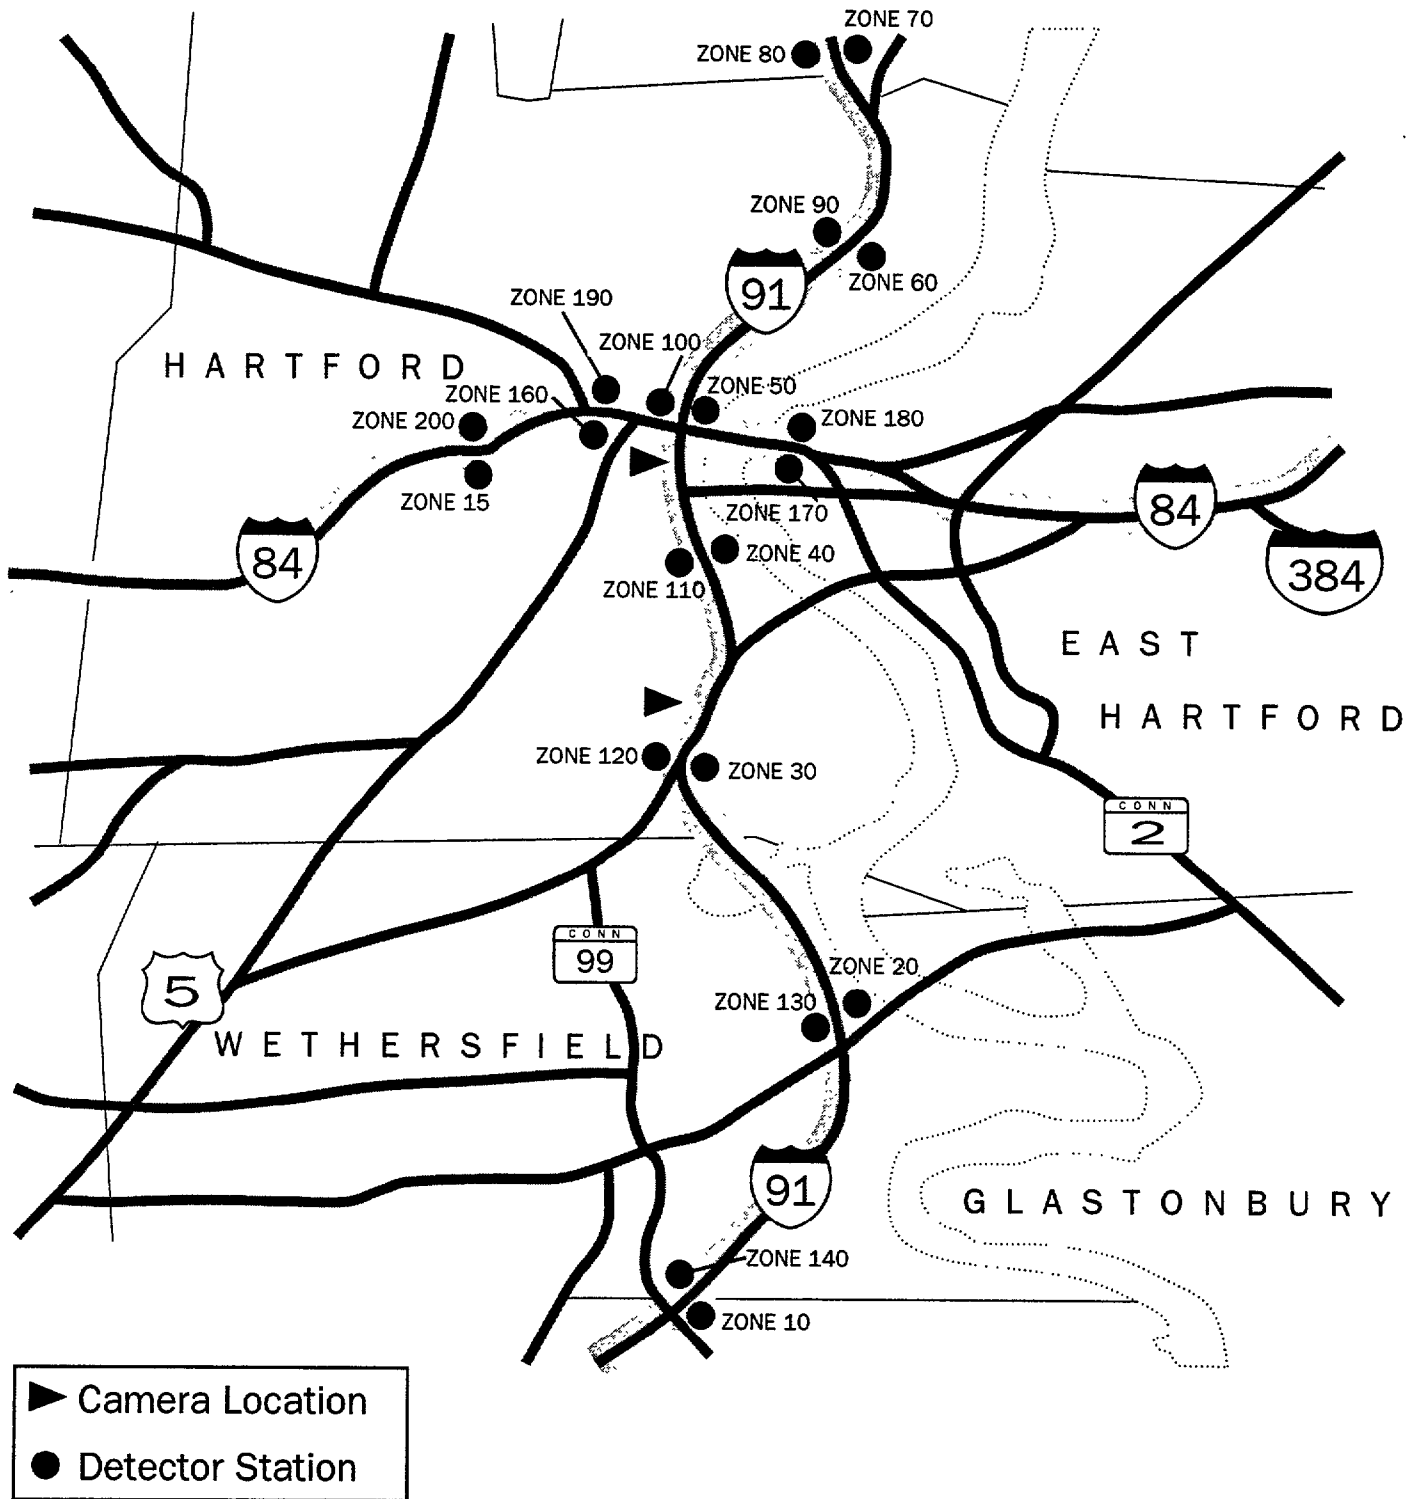 ZONE 70
ZONE 80
ZONE 90
ZONE 60
91
ZONE 190
ZONE 100
HARTFORD
ZONE 50
ZONE 160
ZONE 200
ZONE 180
ZONE 15
ZONE 170
84
84
384
ZONE 40
ZONE 110
EAST
HARTFORD
ZONE 120
ZONE 30
CONN
2
CONN
99
5
ZONE 20
ZONE 130
WETHERSFIELD
91
GLASTONBURY
ZONE 140
ZONE 10
Camera Location
Detector Station